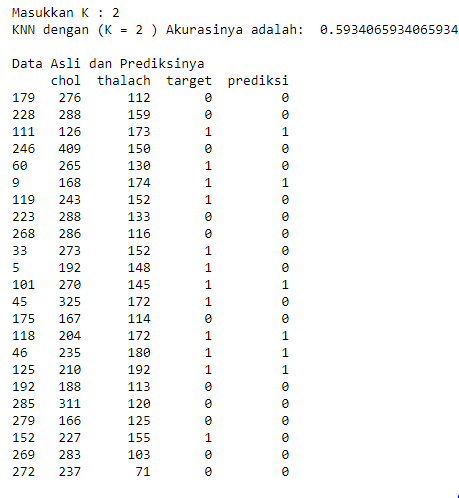 Masukkan K : 2
KNN dengan (K = 2 ) Akurasinya adalah:  0.5934065934065934
Data Asli dan Prediksinya
     chol  thalach  target  prediksi
179   276      112       0         0
228   288      159       0         0
111   126      173       1         1
246   409      150       0         0
60    265      130       1         0
9     168      174       1         1
119   243      152       1         0
223   288      133       0         0
268   286      116       0         0
33    273      152       1         0
5     192      148       1         0
101   270      145       1         1
45    325      172       1         0
175   167      114       0         0
118   204      172       1         1
46    235      180       1         1
125   210      192       1         1
192   188      113       0         0
285   311      120       0         0
279   166      125       0         0
152   227      155       1         0
269   283      103       0         0
272   237       71       0         0